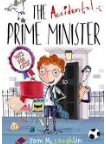 THE Accidental
PRIME MINISTER
Tom McLaughlin